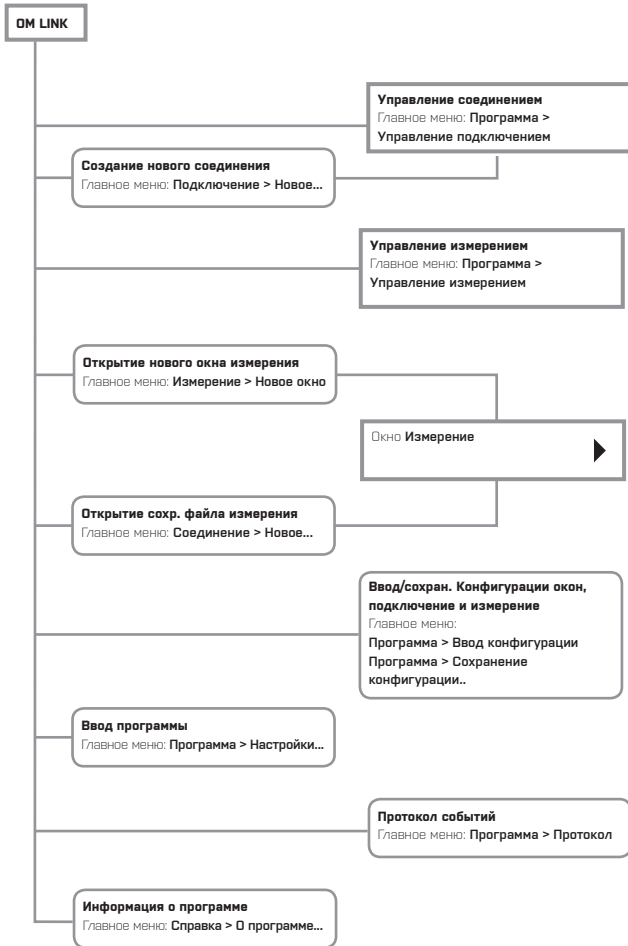 OM LINK
Управление соединением
Главное меню: Программа >
Управление подключением
Создание нового соединения
Главное меню: Подключение > Новое...
Управление измерением
Главное меню: Программа >
Управление измерением
Открытие нового окна измерения
Главное меню: Измерение > Новое окно
Окно Измерение
Открытие сохр. файла измерения
Главное меню: Соединение > Новое...
Ввод/сохран. Конфигурации окон,
подключение и измерение
Главное меню:
Программа > Ввод конфигурации
Программа > Сохранение
конфигурации..
Ввод программы
Главное меню: Программа > Настройки...
Протокол событий
Главное меню: Программа > Протокол
Информация о программе
Главное меню: Справка > О программе...